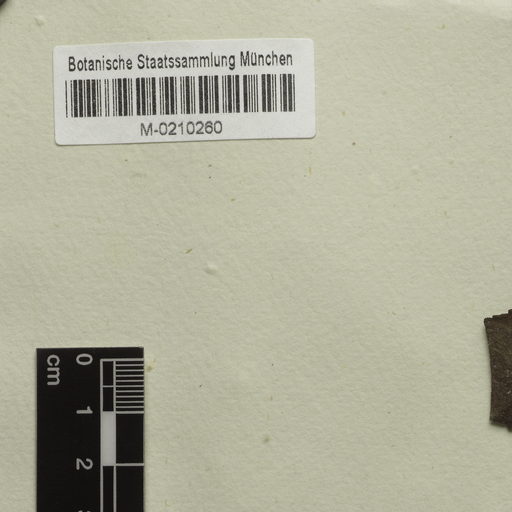 Botanische Staatssammlung München
M-0210260
0
cm
1
2